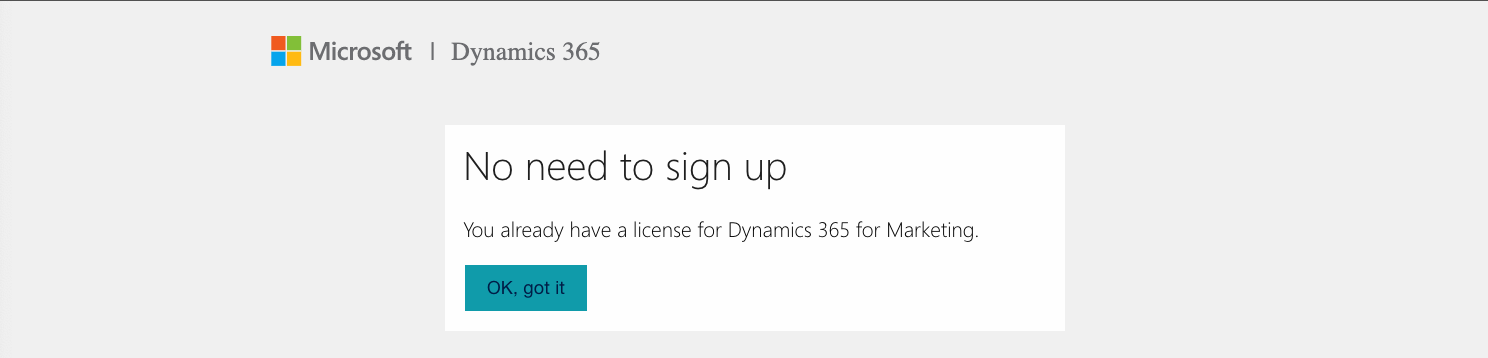 Microsoft | Dynamics 365
No need to sign up
You already have a license for Dynamics 365 for Marketing.
OK, got it